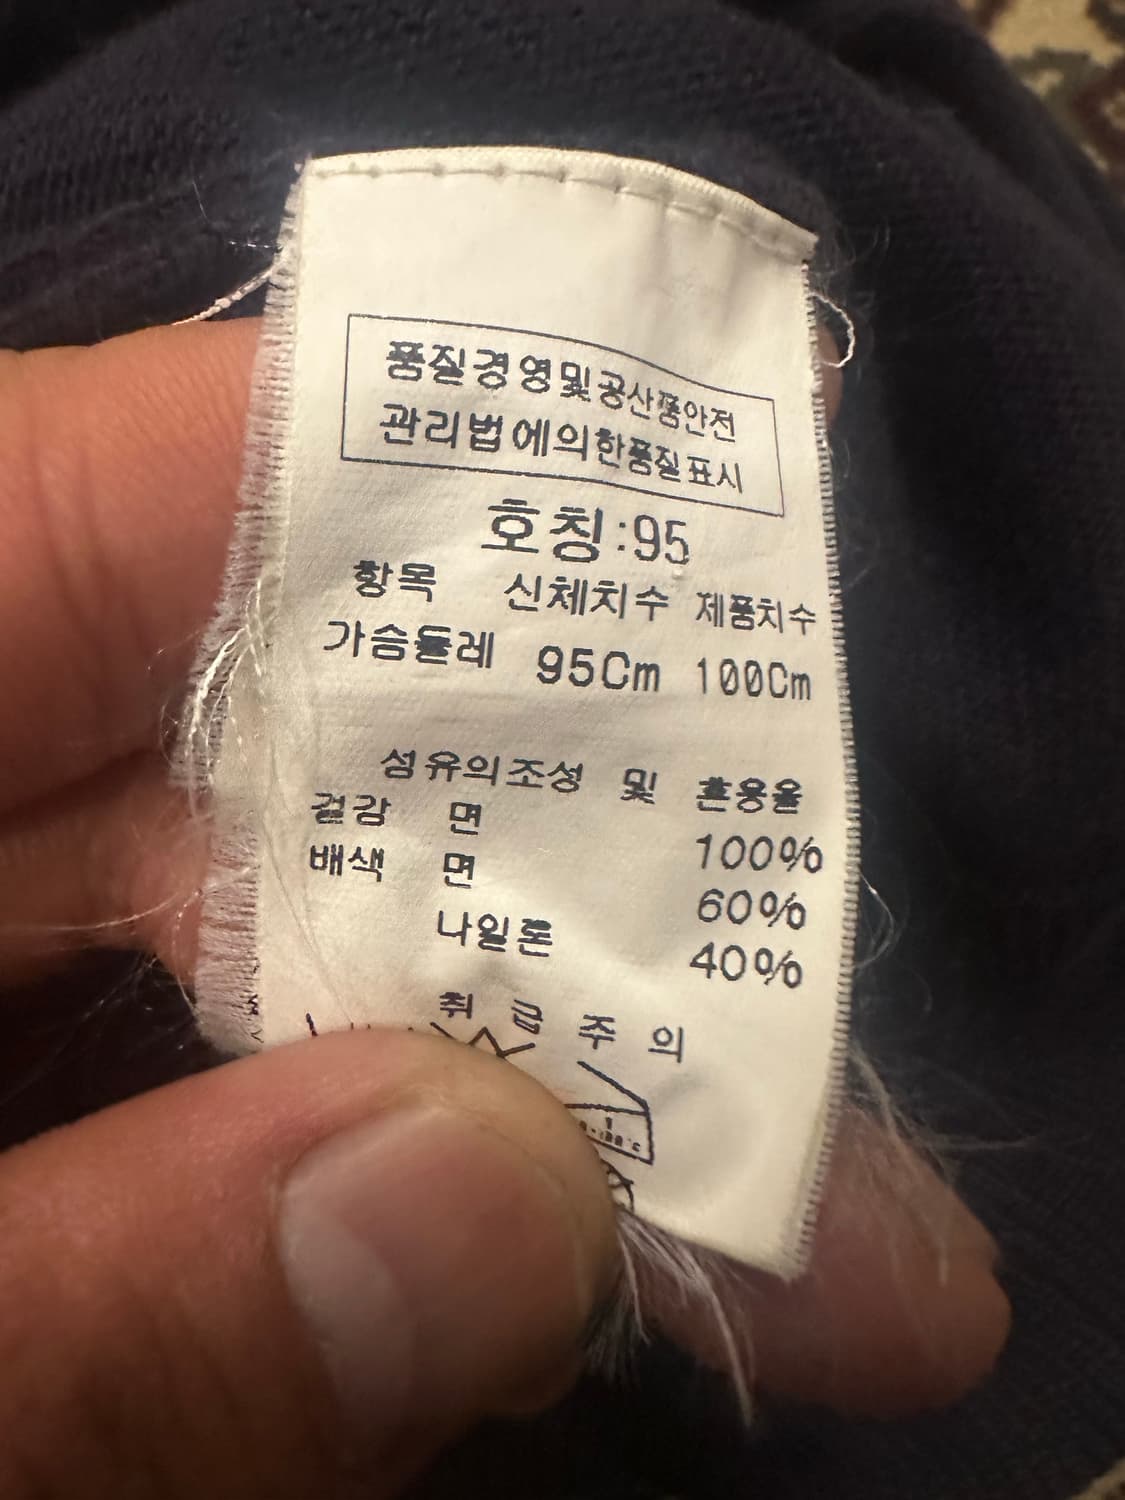 품질경영및공산품안전
관리법에의한품질표시
호칭:95
항목 신체치수 제품치수
가슴둘레 95Cm 100Cm
섬유의조성 및 혼용율
겉감 면 100%
배색 면 60%
나일론 40%
취 급 주 의